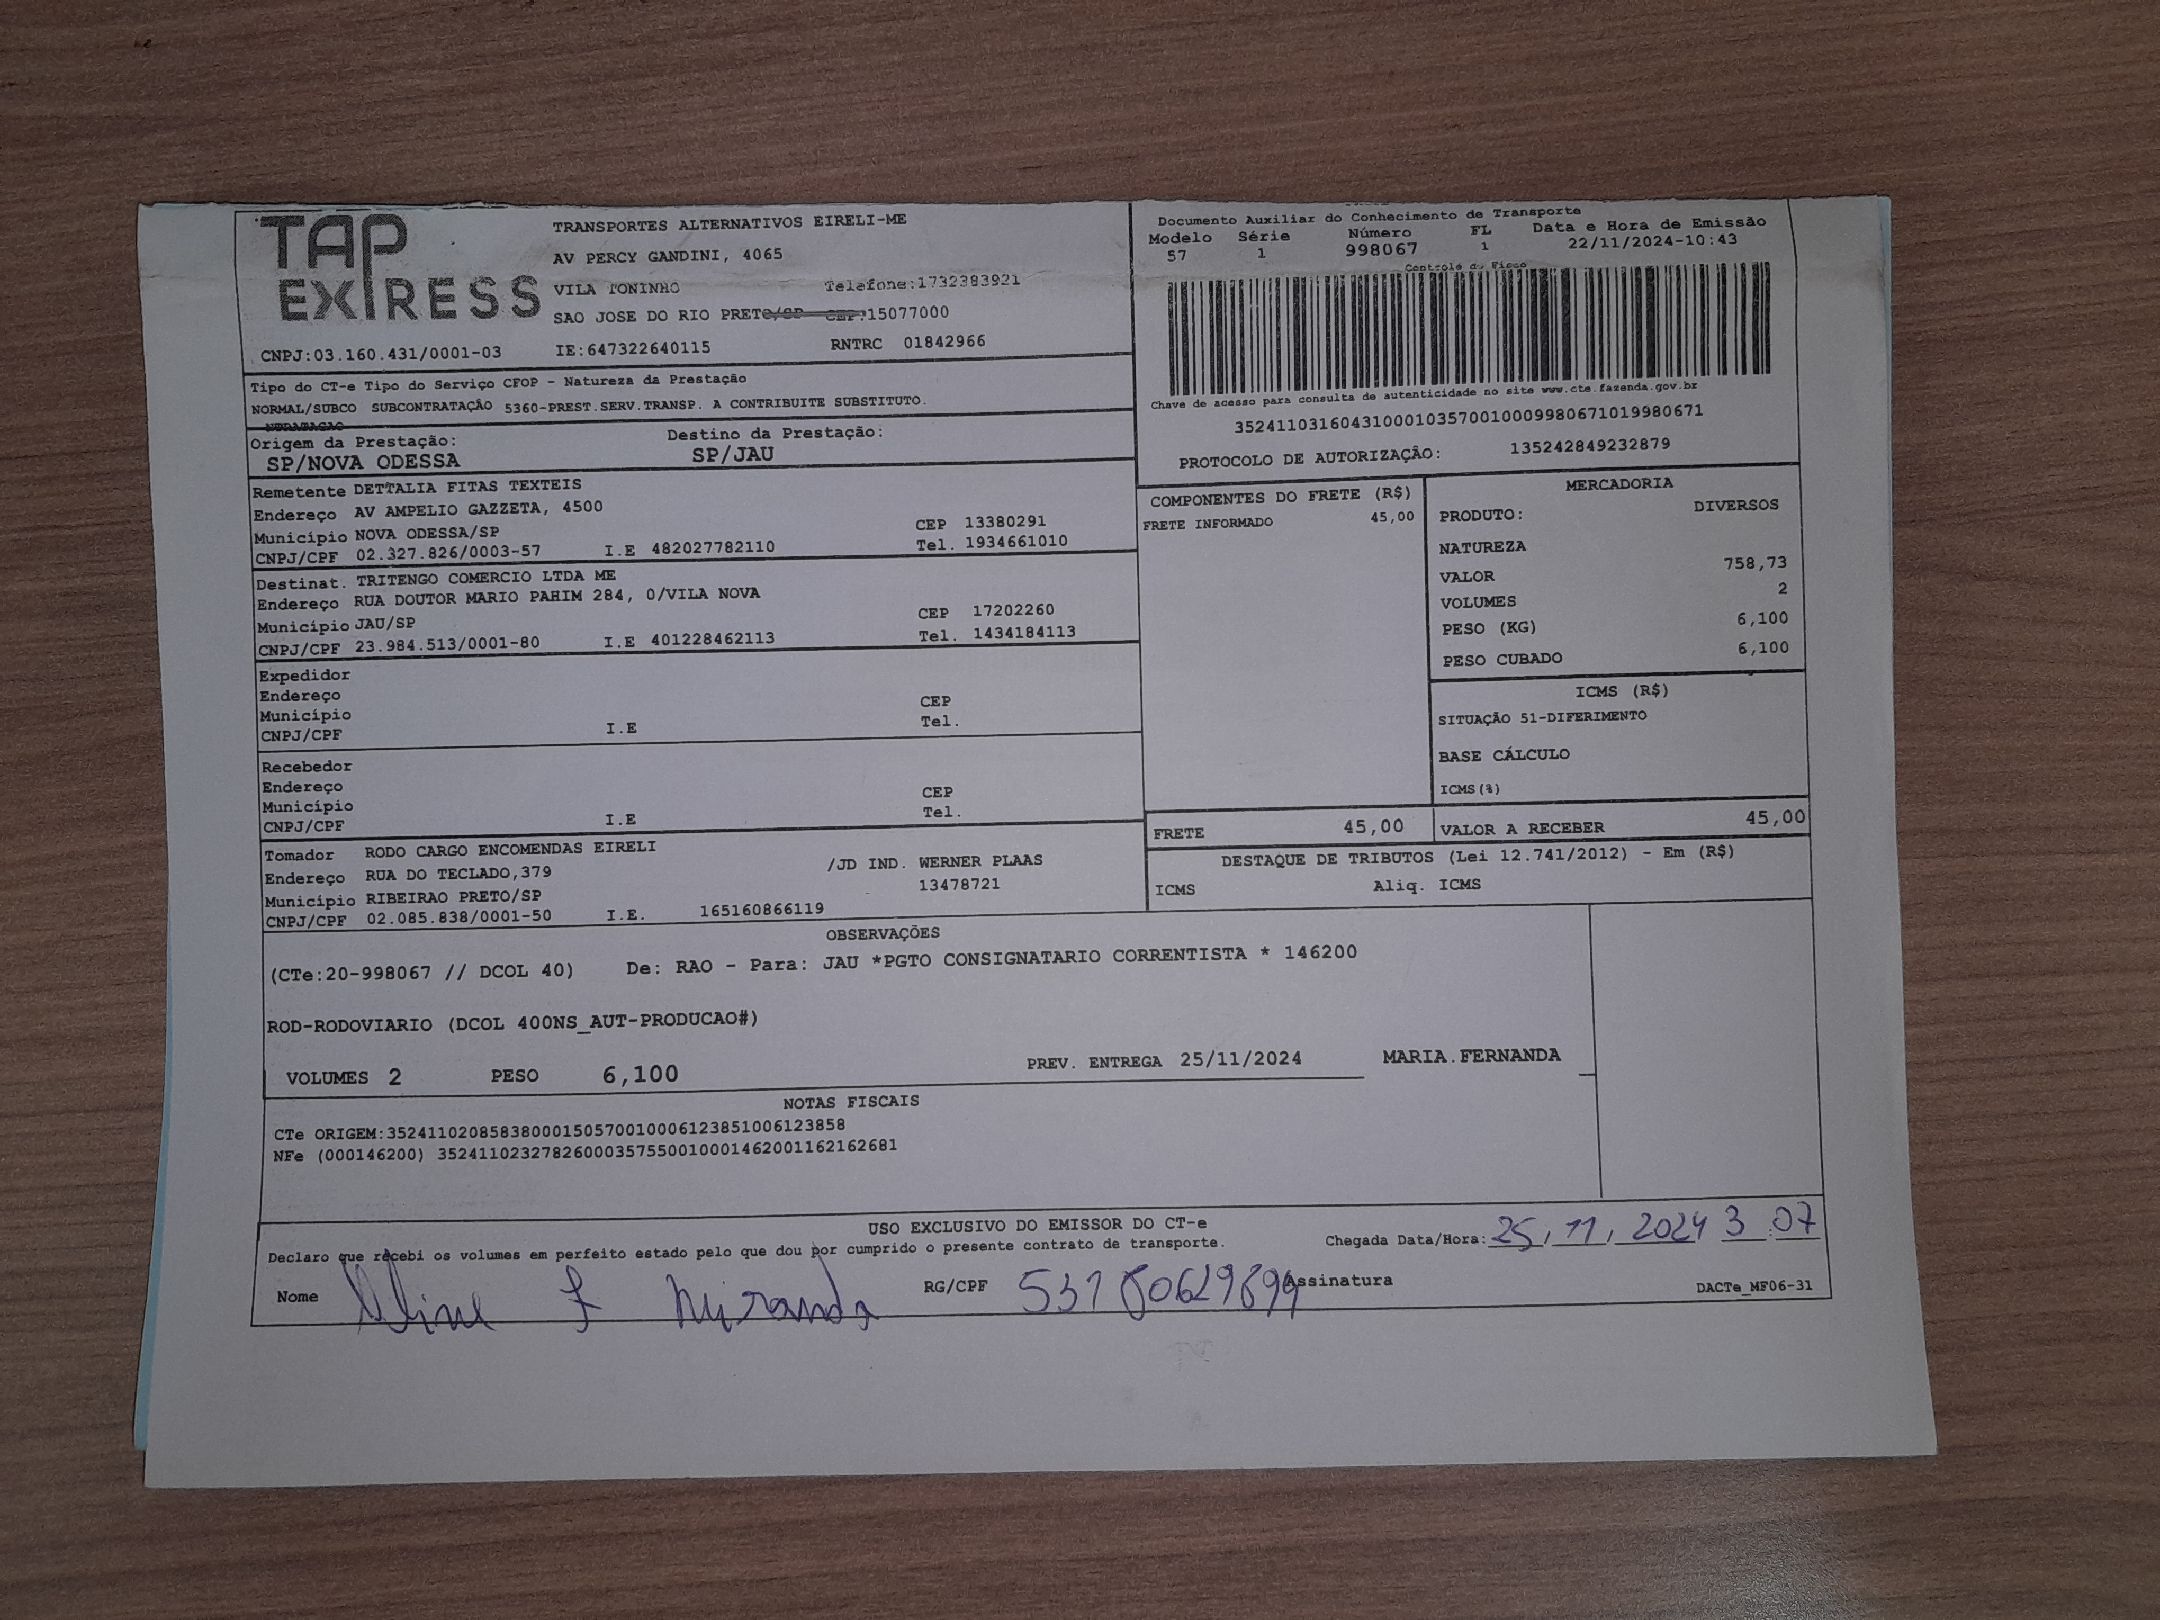 TAP EXPRESS
TRANSPORTES ALTERNATIVOS EIRELI-ME
AV PERCY GANDINI, 4065
VILA TONINHO Telefone:1732383921
SAO JOSE DO RIO PRETO/SP CEP:15077000
CNPJ:03.160.431/0001-03 IE:647322640115 RNTRC 01842966
Documento Auxiliar do Conhecimento de Transporte
Modelo Série Número FL Data e Hora de Emissão
57 1 998067 1 22/11/2024-10:43
Controle do Fisco
Chave de acesso para consulta de autenticidade no site www.cte.fazenda.gov.br
35241103160431000103570010009980671019980671
PROTOCOLO DE AUTORIZAÇÃO: 135242849232879
Tipo do CT-e Tipo do Serviço CFOP - Natureza da Prestação
NORMAL/SUBCO SUBCONTRATAÇÃO 5360-PREST.SERV.TRANSP. A CONTRIBUITE SUBSTITUTO.
NTRATACAO
Origem da Prestação: Destino da Prestação:
SP/NOVA ODESSA SP/JAU
Remetente DETTALIA FITAS TEXTEIS
Endereço AV AMPELIO GAZZETA, 4500
Município NOVA ODESSA/SP CEP 13380291
CNPJ/CPF 02.327.826/0003-57 I.E 482027782110 Tel. 1934661010
Destinat. TRITENGO COMERCIO LTDA ME
Endereço RUA DOUTOR MARIO PAHIM 284, 0/VILA NOVA
Município JAU/SP CEP 17202260
CNPJ/CPF 23.984.513/0001-80 I.E 401228462113 Tel. 1434184113
Expedidor
Endereço
Município CEP
CNPJ/CPF I.E Tel.
Recebedor
Endereço
Município CEP
CNPJ/CPF I.E Tel.
Tomador RODO CARGO ENCOMENDAS EIRELI
Endereço RUA DO TECLADO,379 /JD IND. WERNER PLAAS
Município RIBEIRAO PRETO/SP 13478721
CNPJ/CPF 02.085.838/0001-50 I.E. 165160866119
COMPONENTES DO FRETE (R$)
FRETE INFORMADO 45,00
MERCADORIA
PRODUTO: DIVERSOS
NATUREZA
VALOR 758,73
VOLUMES 2
PESO (KG) 6,100
PESO CUBADO 6,100
ICMS (R$)
SITUAÇÃO 51-DIFERIMENTO
BASE CÁLCULO
ICMS(%)
FRETE 45,00 VALOR A RECEBER 45,00
DESTAQUE DE TRIBUTOS (Lei 12.741/2012) - Em (R$)
ICMS Aliq. ICMS
OBSERVAÇÕES
(CTe:20-998067 // DCOL 40) De: RAO - Para: JAU *PGTO CONSIGNATARIO CORRENTISTA * 146200
ROD-RODOVIARIO (DCOL 400NS_AUT-PRODUCAO#)
VOLUMES 2 PESO 6,100 PREV. ENTREGA 25/11/2024 MARIA.FERNANDA
NOTAS FISCAIS
CTe ORIGEM:35241102085838000150570010006123851006123858
NFe (000146200) 35241102327826000357550010001462001162162681
USO EXCLUSIVO DO EMISSOR DO CT-e
Declaro que recebi os volumes em perfeito estado pelo que dou por cumprido o presente contrato de transporte.
Chegada Data/Hora: 25, 11, 2024 3 07
Nome Aline F Miranda RG/CPF 53180629899 Assinatura
DACTe_MF06-31